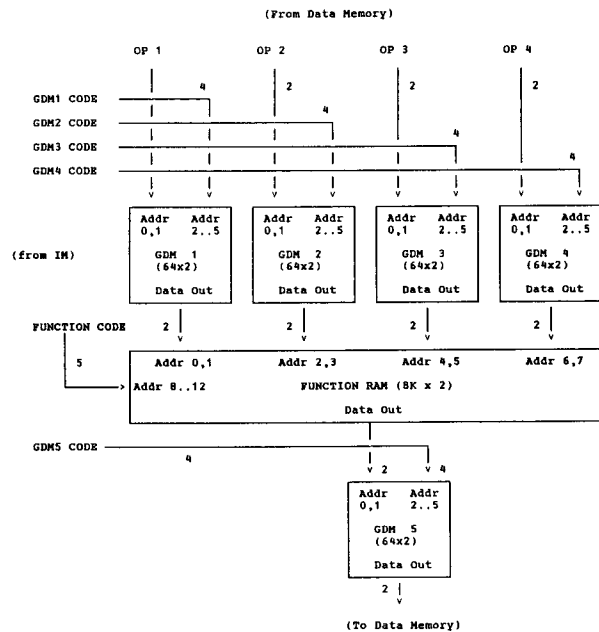 (From Data Memory)
OP 1 OP 2 OP 3 OP 4
4 2 2 2
GDM1 CODE
4
GDM2 CODE
4
GDM3 CODE
4
GDM4 CODE
Addr Addr Addr Addr Addr Addr Addr Addr
0,1 2..5 0,1 2..5 0,1 2..5 0,1 2..5
(from IM) GDM 1 GDM 2 GDM 3 GDM 4
(64x2) (64x2) (64x2) (64x2)
Data Out Data Out Data Out Data Out
FUNCTION CODE 2 2 2 2
5 Addr 0,1 Addr 2,3 Addr 4,5 Addr 6,7
Addr 8..12 FUNCTION RAM (8K x 2)
Data Out
GDM5 CODE
4 2 4
Addr Addr
0,1 2..5
GDM 5
(64x2)
Data Out
2
(To Data Memory)